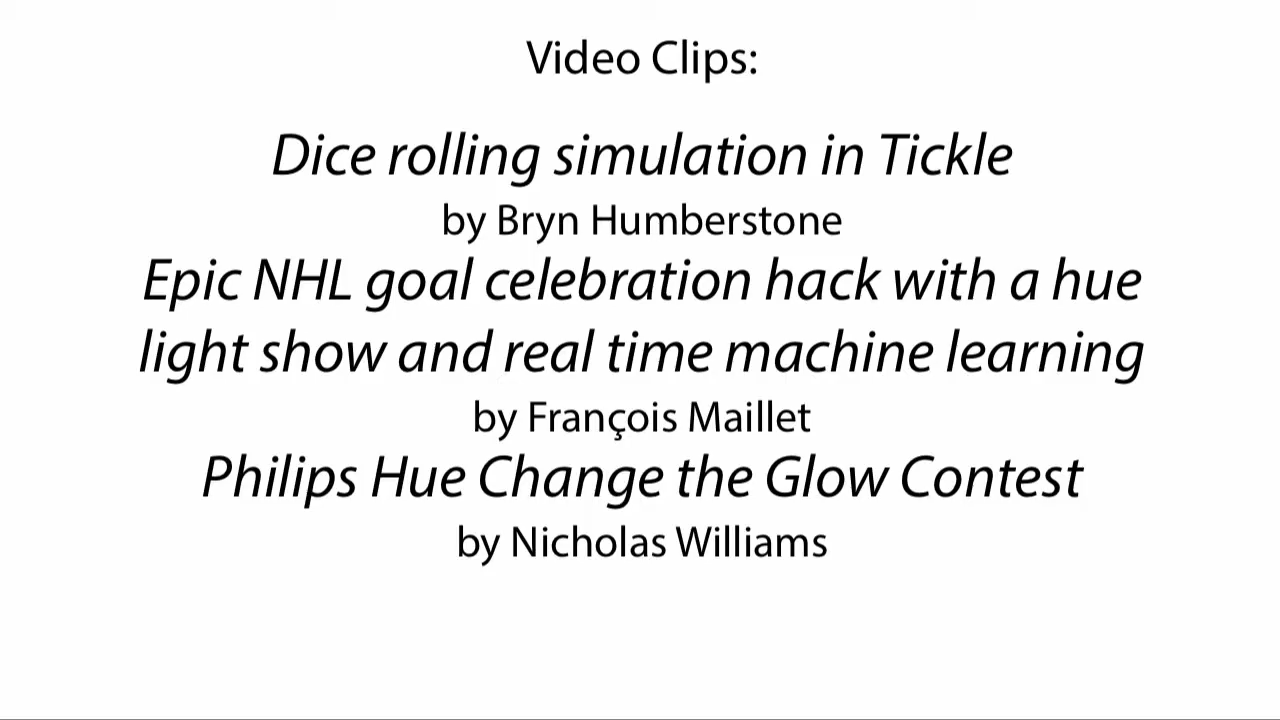 Video Clips:
Dice rolling simulation in Tickle
by Bryn Humberstone
Epic NHL goal celebration hack with a hue
light show and real time machine learning
by François Maillet
Philips Hue Change the Glow Contest
by Nicholas Williams